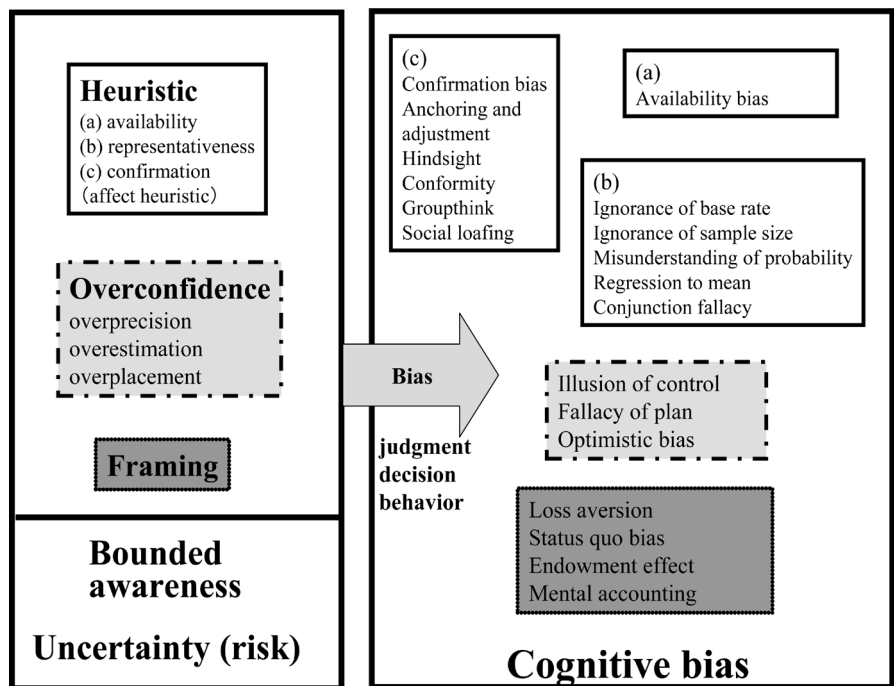 Heuristic
(a) availability
(b) representativeness
(c) confirmation
（affect heuristic）
Overconfidence
overprecision
overestimation
overplacement
Framing
Bounded
awareness
Uncertainty (risk)
Bias
judgment
decision
behavior
(c)
Confirmation bias
Anchoring and
adjustment
Hindsight
Conformity
Groupthink
Social loafing
(a)
Availability bias
(b)
Ignorance of base rate
Ignorance of sample size
Misunderstanding of probability
Regression to mean
Conjunction fallacy
Illusion of control
Fallacy of plan
Optimistic bias
Loss aversion
Status quo bias
Endowment effect
Mental accounting
Cognitive bias